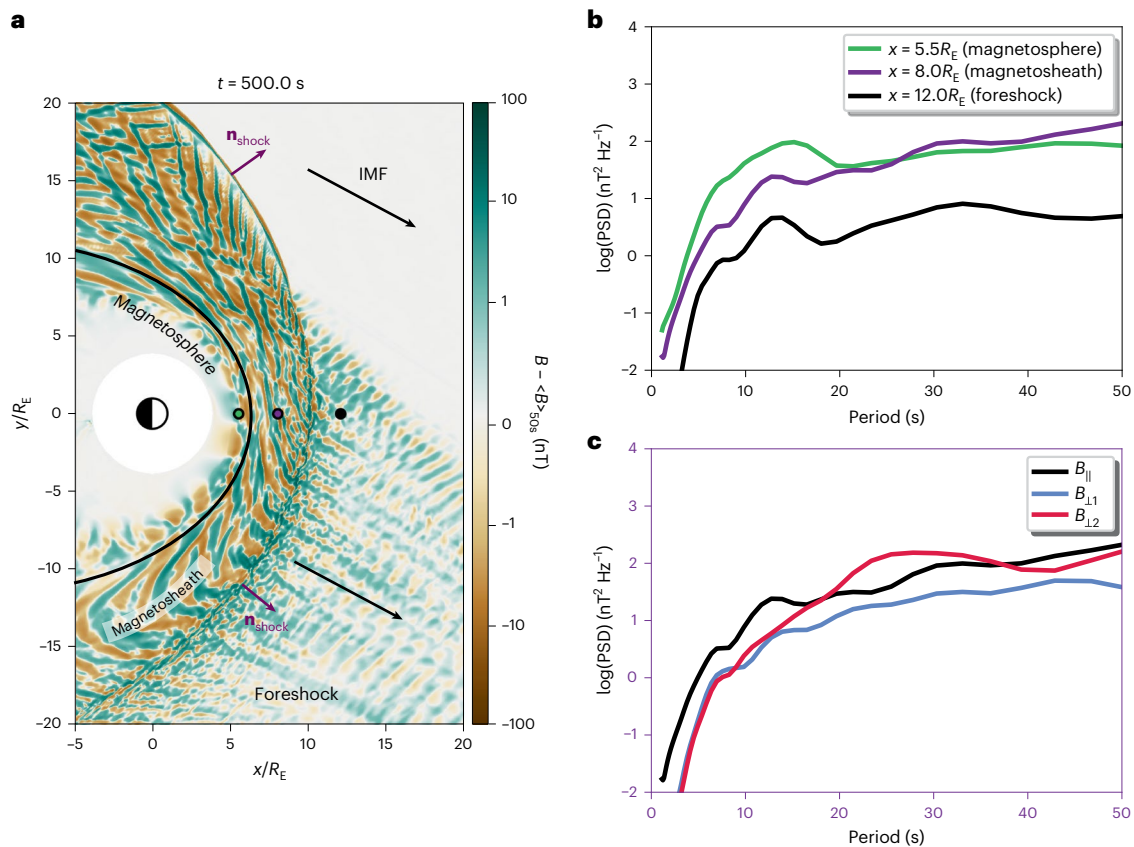 a
t = 500.0 s
20
15
10
5
0
–5
–10
–15
–20
y/RE
–5
0
5
10
15
20
x/RE
nshock
IMF
Magnetosphere
Magnetosheath
nshock
Foreshock
100
10
1
0
–1
–10
–100
B – <B>50s (nT)
b
4
3
2
1
0
–1
–2
log(PSD) (nT² Hz⁻¹)
x = 5.5RE (magnetosphere)
x = 8.0RE (magnetosheath)
x = 12.0RE (foreshock)
0
10
20
30
40
50
Period (s)
c
4
3
2
1
0
–1
–2
log(PSD) (nT² Hz⁻¹)
B||
B⊥1
B⊥2
0
10
20
30
40
50
Period (s)